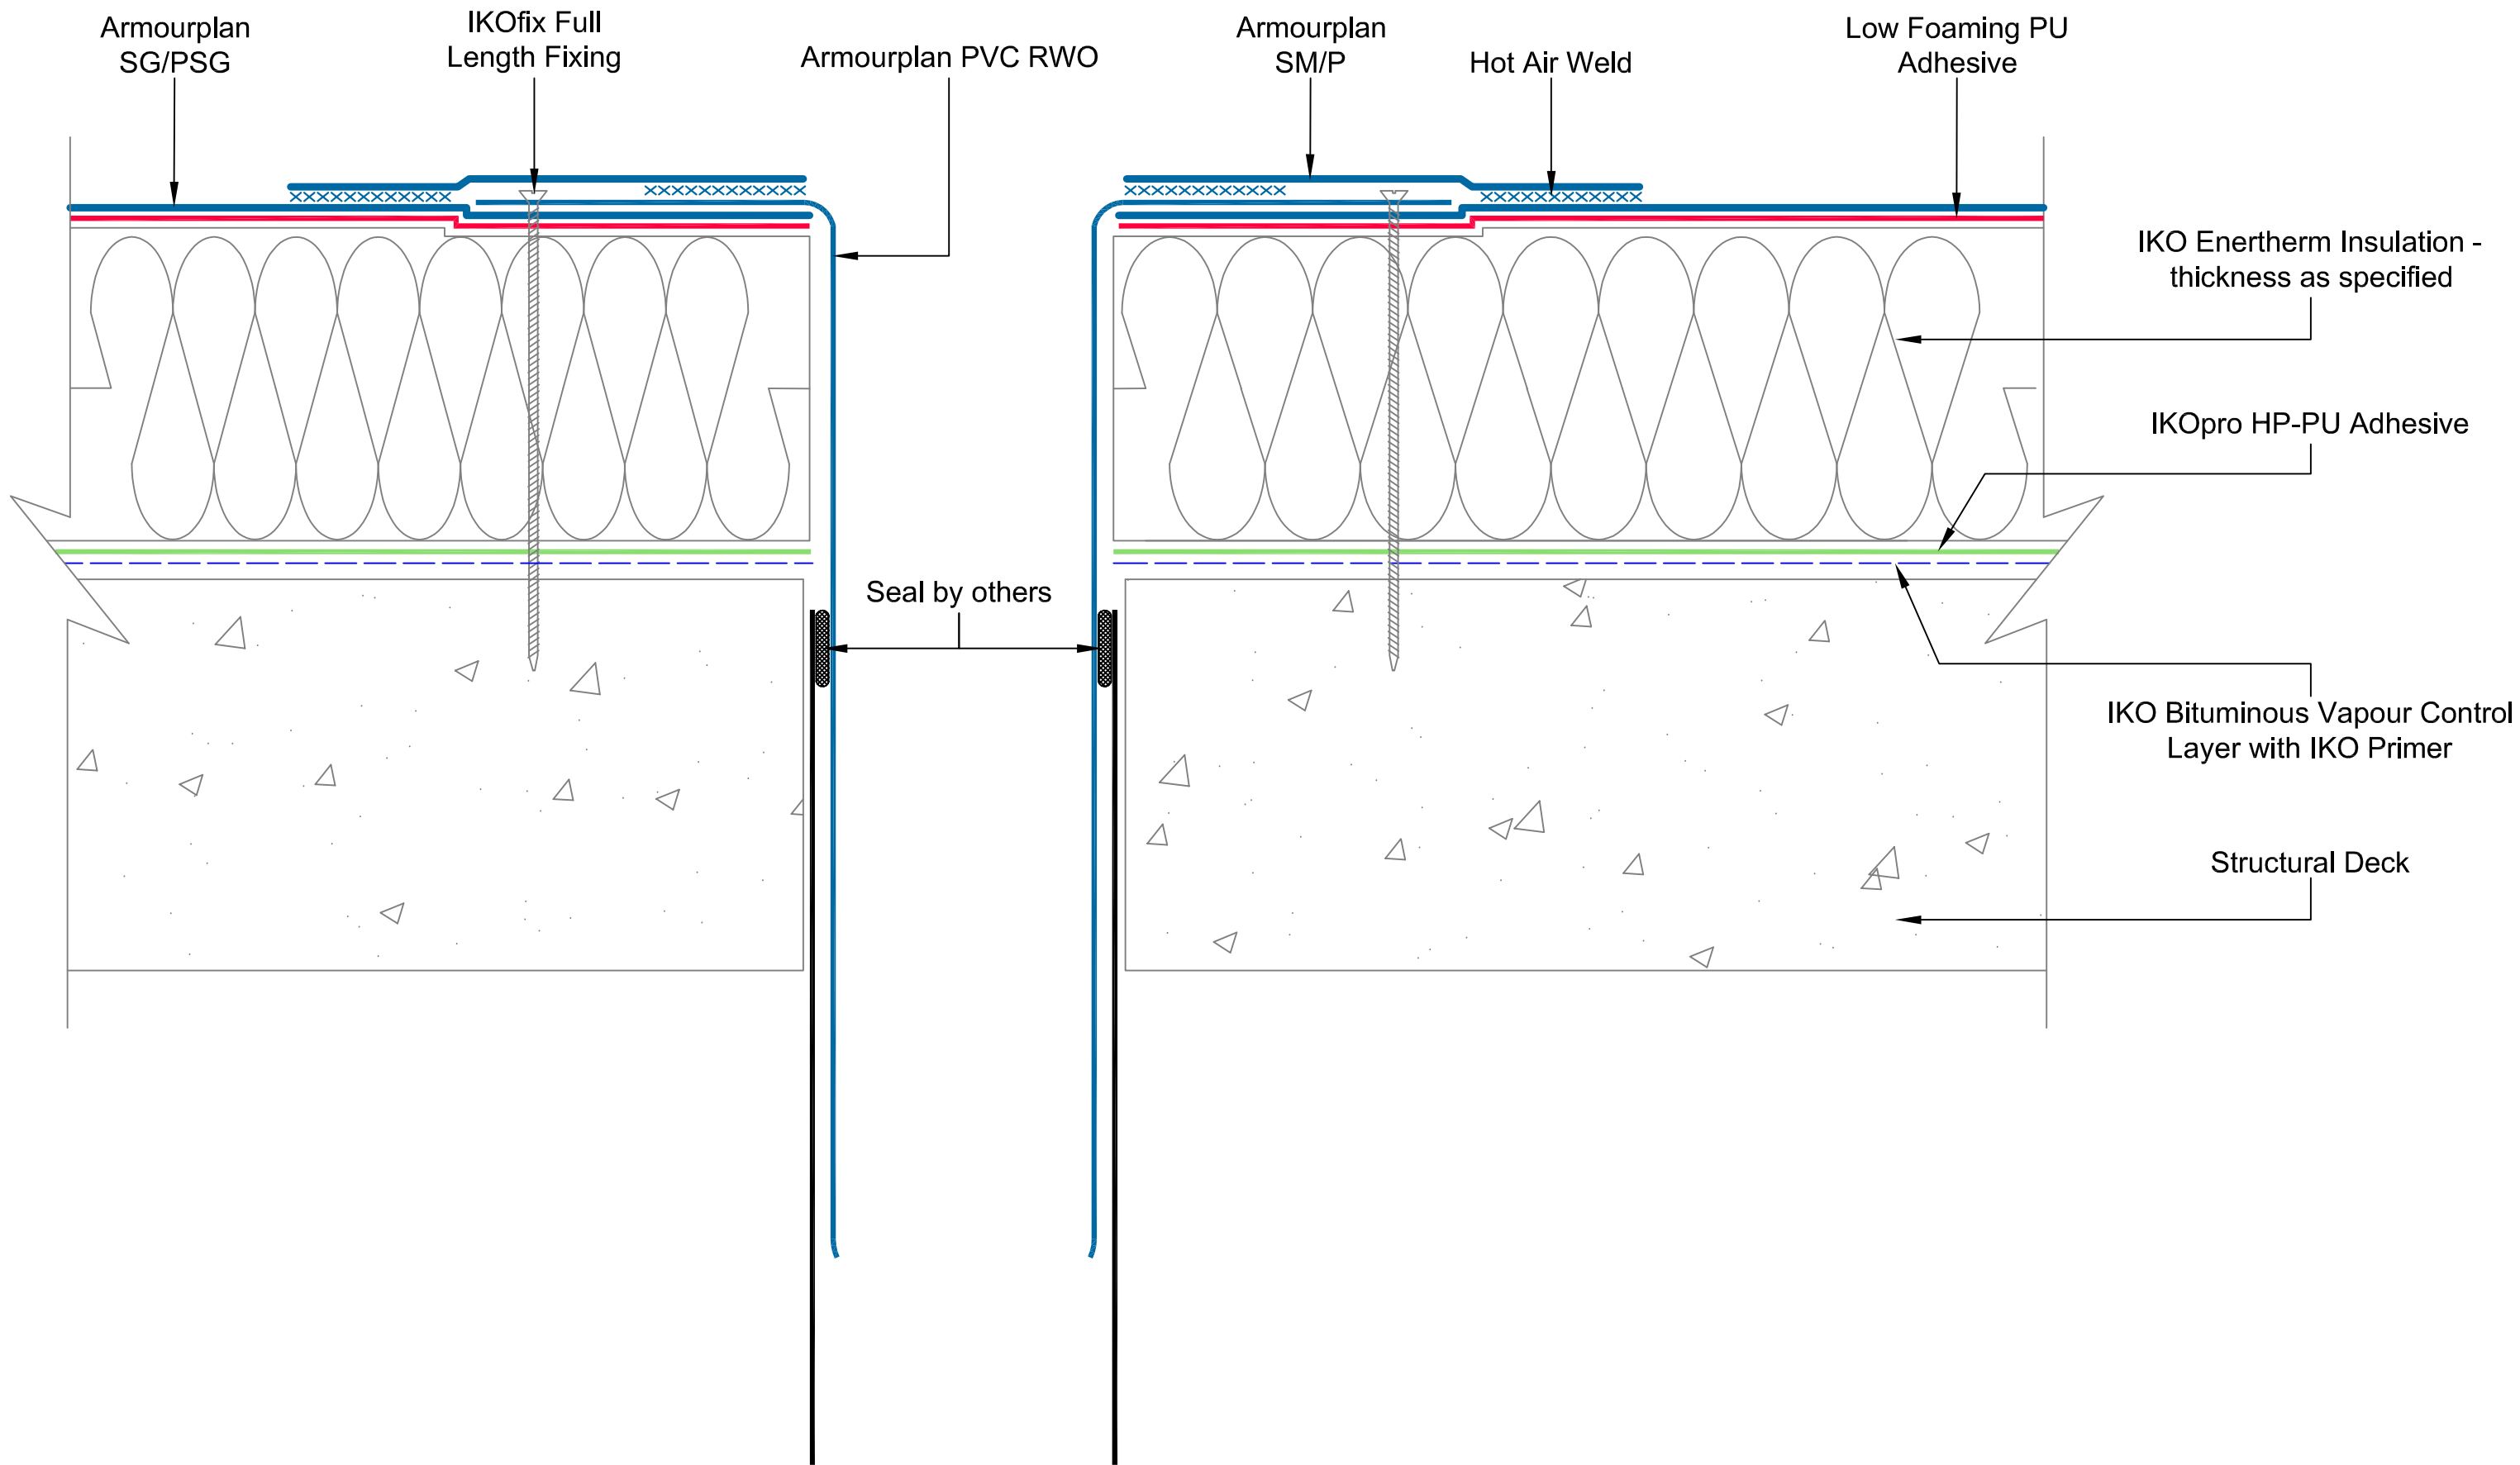 Armourplan
SG/PSG
IKOfix Full
Length Fixing
Armourplan PVC RWO
Armourplan
SM/P
Hot Air Weld
Low Foaming PU
Adhesive
IKO Enertherm Insulation -
thickness as specified
IKOpro HP-PU Adhesive
Seal by others
IKO Bituminous Vapour Control
Layer with IKO Primer
Structural Deck